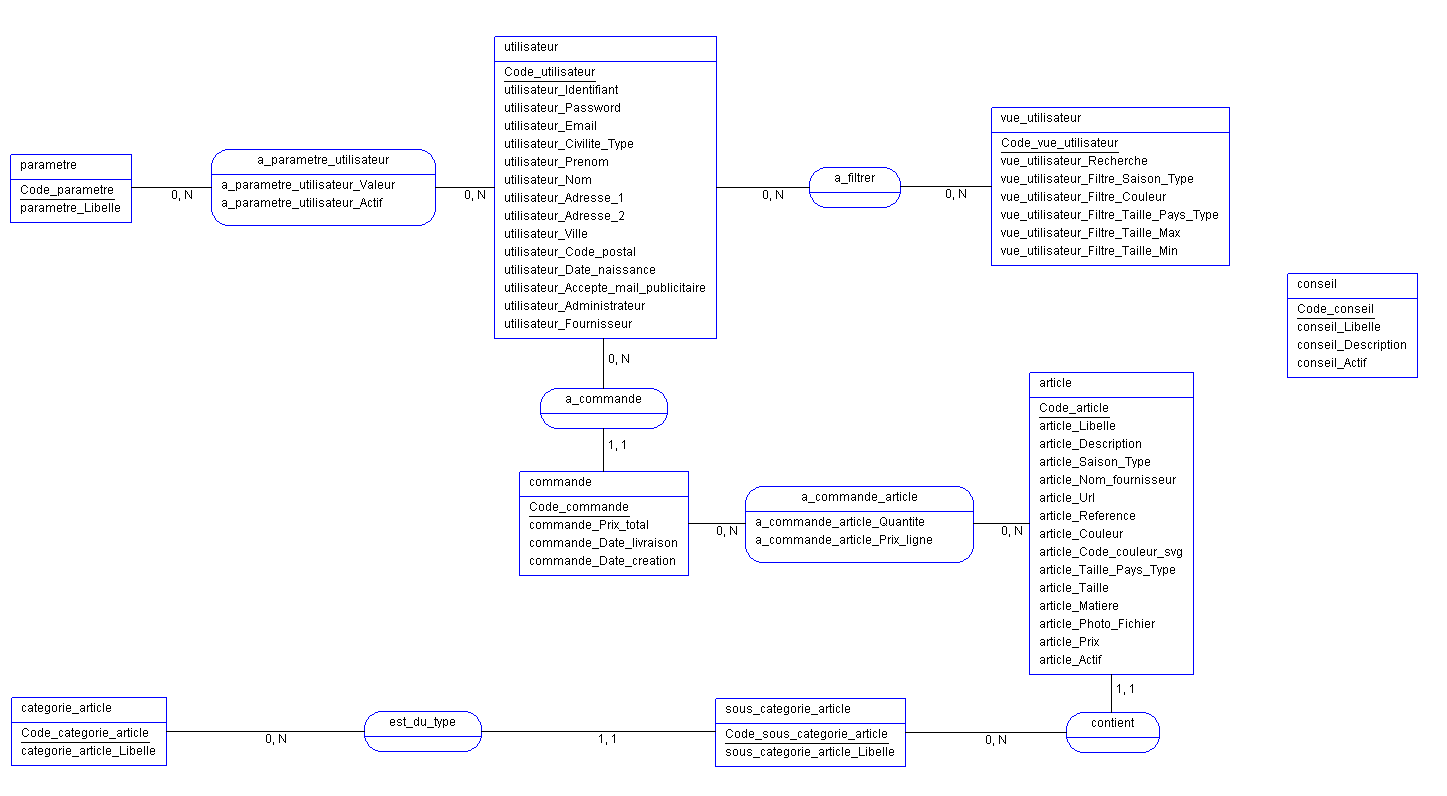 utilisateur
Code_utilisateur
utilisateur_Identifiant
utilisateur_Password
utilisateur_Email
utilisateur_Civilite_Type
utilisateur_Prenom
utilisateur_Nom
utilisateur_Adresse_1
utilisateur_Adresse_2
utilisateur_Ville
utilisateur_Code_postal
utilisateur_Date_naissance
utilisateur_Accepte_mail_publicitaire
utilisateur_Administrateur
utilisateur_Fournisseur
parametre
Code_parametre
parametre_Libelle
0, N
a_parametre_utilisateur
a_parametre_utilisateur_Valeur
a_parametre_utilisateur_Actif
0, N
0, N
a_filtrer
0, N
vue_utilisateur
Code_vue_utilisateur
vue_utilisateur_Recherche
vue_utilisateur_Filtre_Saison_Type
vue_utilisateur_Filtre_Couleur
vue_utilisateur_Filtre_Taille_Pays_Type
vue_utilisateur_Filtre_Taille_Max
vue_utilisateur_Filtre_Taille_Min
conseil
Code_conseil
conseil_Libelle
conseil_Description
conseil_Actif
0, N
a_commande
1, 1
commande
Code_commande
commande_Prix_total
commande_Date_livraison
commande_Date_creation
0, N
a_commande_article
a_commande_article_Quantite
a_commande_article_Prix_ligne
0, N
article
Code_article
article_Libelle
article_Description
article_Saison_Type
article_Nom_fournisseur
article_Url
article_Reference
article_Couleur
article_Code_couleur_svg
article_Taille_Pays_Type
article_Taille
article_Matiere
article_Photo_Fichier
article_Prix
article_Actif
1, 1
categorie_article
Code_categorie_article
categorie_article_Libelle
0, N
est_du_type
1, 1
sous_categorie_article
Code_sous_categorie_article
sous_categorie_article_Libelle
0, N
contient